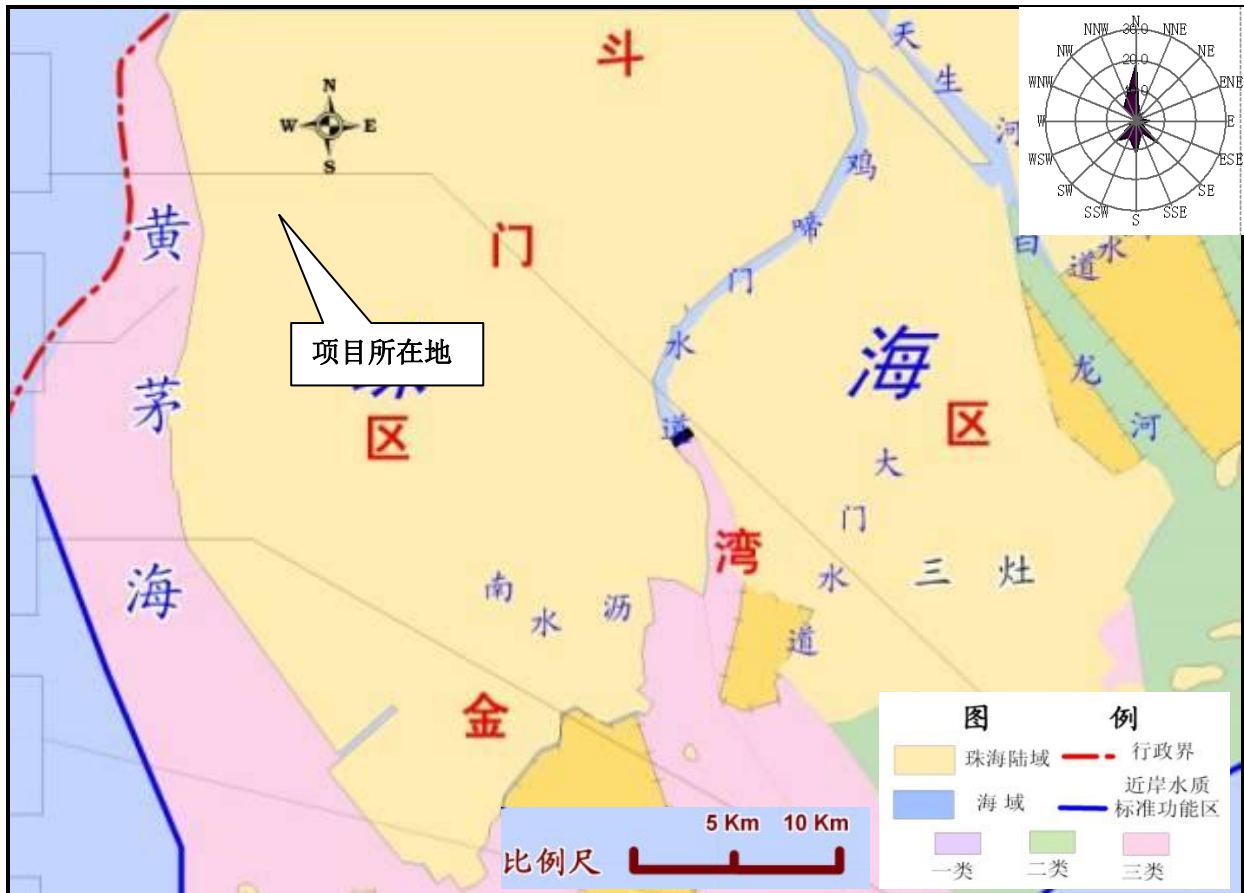 斗
门
区
金
湾
区
海
黄
茅
海
天
生
河
鸡
啼
门
水
道
白
龙
河
道
水
大
门
水
道
三 灶
南
水
沥
项目所在地
N
W
E
S
N
NNE
NE
ENE
E
ESE
SE
SSE
S
SSW
SW
WSW
W
WNW
NW
NNW
30.0
20.0
图 例
珠海陆域
行政界
海 域
近岸水质
标准功能区
一类
二类
三类
比例尺
5 Km 10 Km